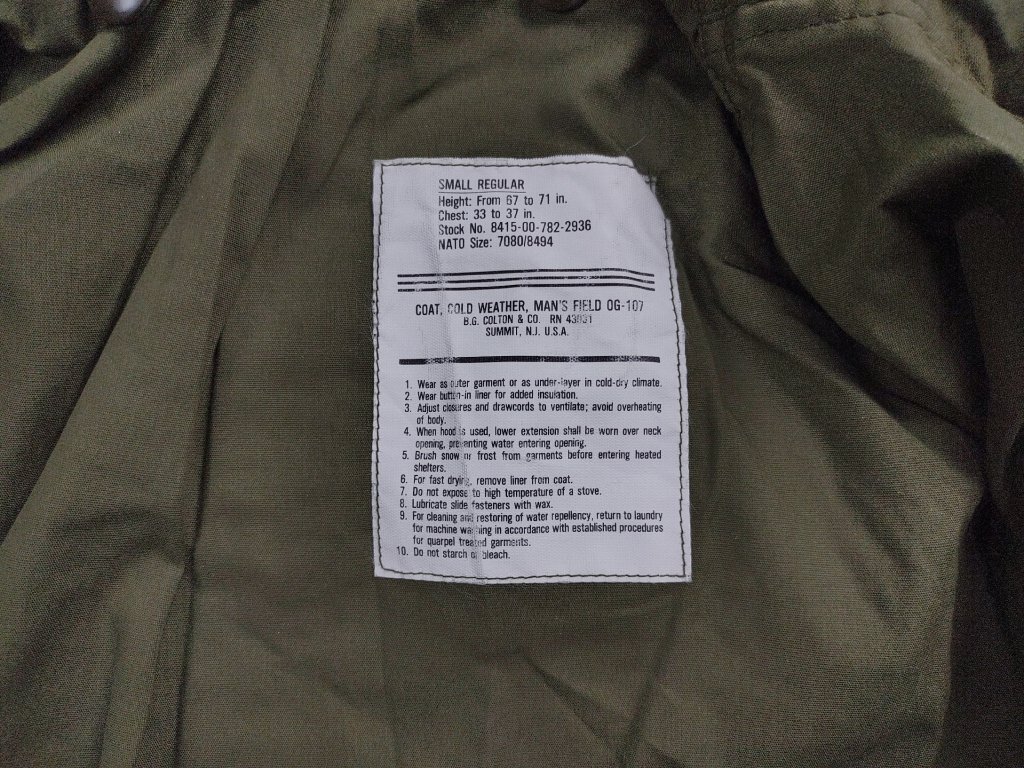 SMALL REGULAR
Height: From 67 to 71 in.
Chest: 33 to 37 in.
Stock No. 8415-00-782-2936
NATO Size: 7080/8494
COAT, COLD WEATHER, MAN'S FIELD OG-107
B.G. COLTON & CO. RN
SUMMIT, N.J. U.S.A.
1. Wear as outer garment or as under-layer in cold-dry climate.
2. Wear button-in liner for added insulation.
3. Adjust closures and drawcords to ventilate; avoid overheating
of body.
4. When hood is used, lower extension shall be worn over neck
opening, preventing water entering opening.
5. Brush snow or frost from garments before entering heated
shelters.
6. For fast drying, remove liner from coat.
7. Do not expose to high temperature of a stove.
8. Lubricate slide fasteners with wax.
9. For cleaning and restoring of water repellency, return to laundry
for machine washing in accordance with established procedures
for quarpel treated garments.
10. Do not starch or bleach.